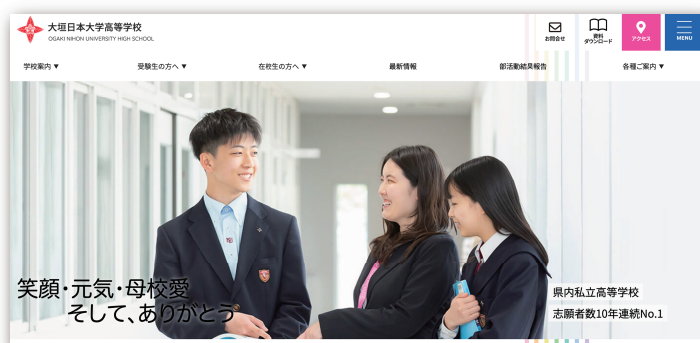 大垣日本大学高等学校
OGAKI NIHON UNIVERSITY HIGH SCHOOL
お問合せ
資料
ダウンロード
アクセス
MENU
学校案内 ▼
受験生の方へ ▼
在校生の方へ ▼
最新情報
部活動結果報告
各種ご案内 ▼
笑顔・元気・母校愛
そして、ありがとう
県内私立高等学校
志願者数10年連続No.1